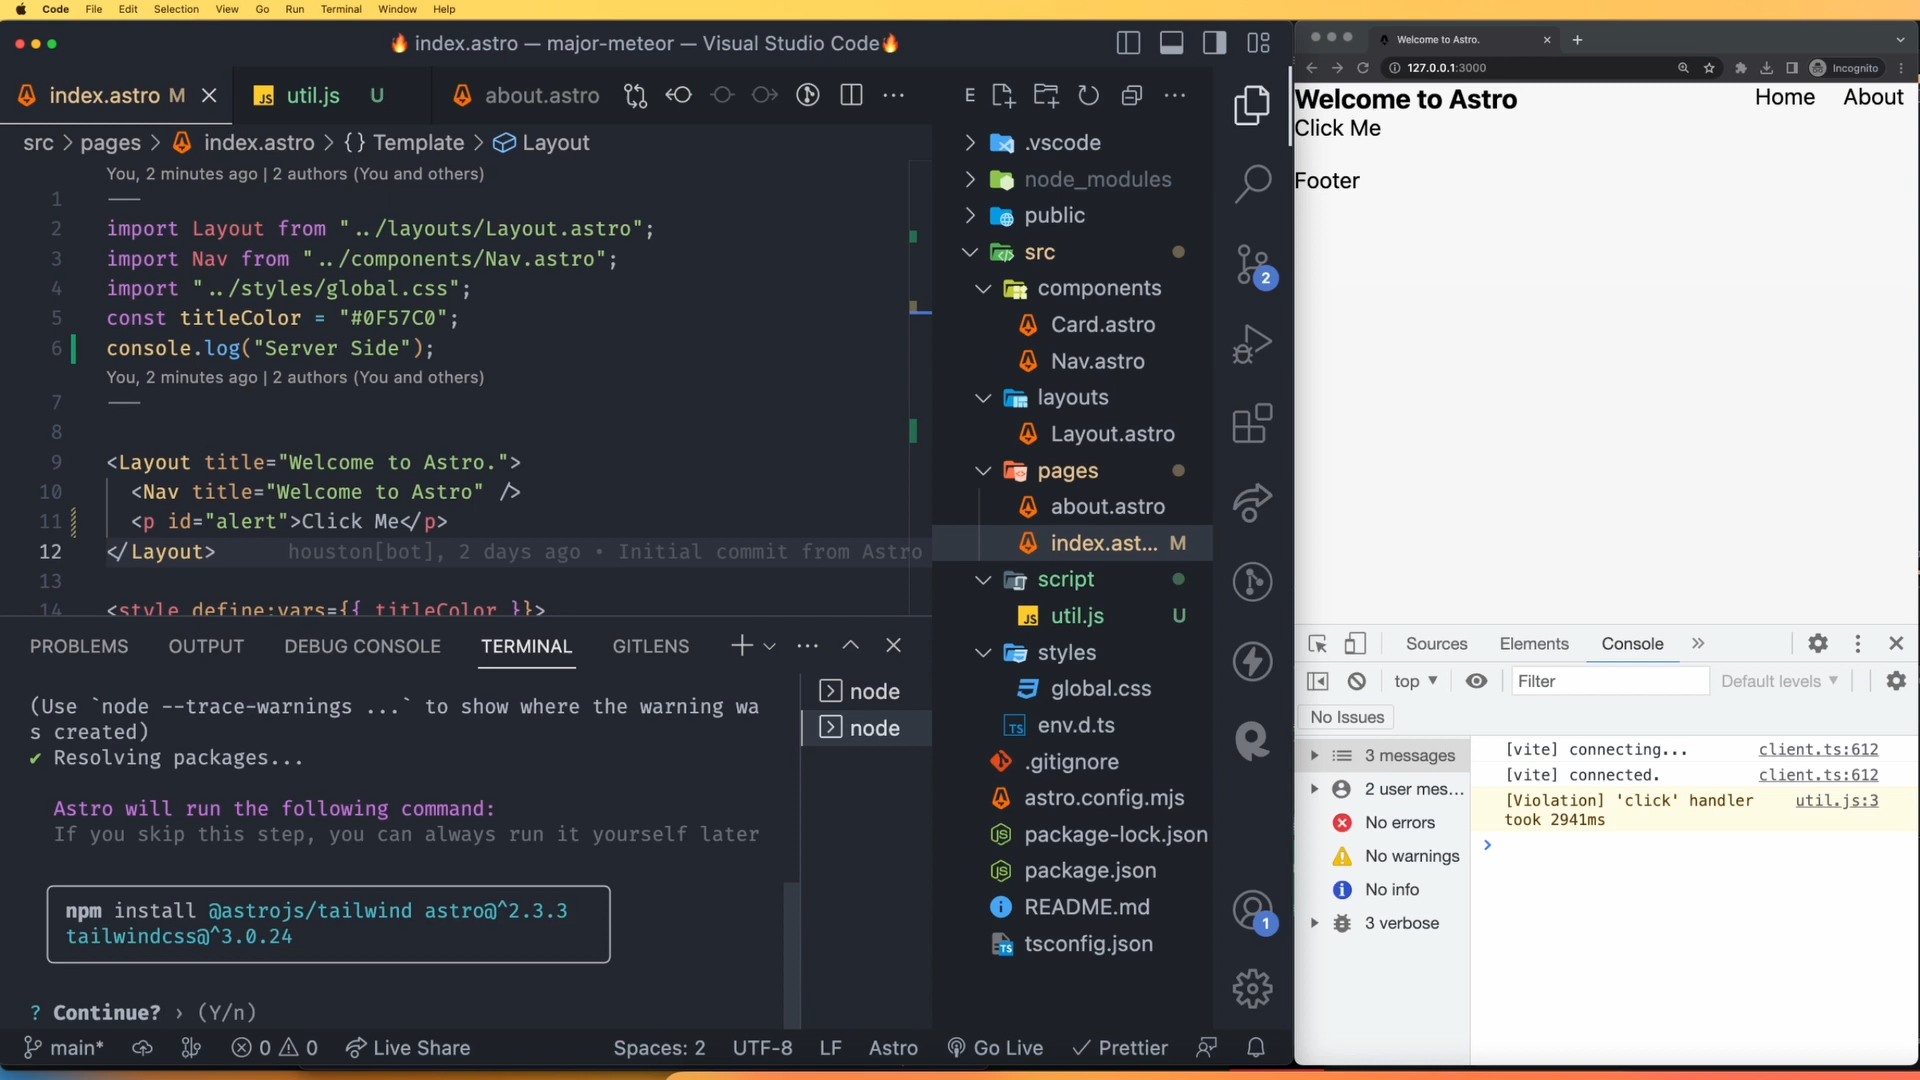 Code File Edit Selection View Go Run Terminal Window Help
index.astro — major-meteor — Visual Studio Code
index.astro M
util.js U
about.astro
src > pages > index.astro > {} Template > Layout
You, 2 minutes ago | 2 authors (You and others)
1 ---
2 import Layout from "../layouts/Layout.astro";
3 import Nav from "../components/Nav.astro";
4 import "../styles/global.css";
5 const titleColor = "#0F57C0";
6 console.log("Server Side");
You, 2 minutes ago | 2 authors (You and others)
7 ---
8
9 <Layout title="Welcome to Astro.">
10 <Nav title="Welcome to Astro" />
11 <p id="alert">Click Me</p>
12 </Layout> houston[bot], 2 days ago • Initial commit from Astro
13
14 <style define:vars={{ titleColor }}>
PROBLEMS OUTPUT DEBUG CONSOLE TERMINAL GITLENS
(Use `node --trace-warnings ...` to show where the warning wa
s created)
✔ Resolving packages...
Astro will run the following command:
If you skip this step, you can always run it yourself later
npm install @astrojs/tailwind astro@^2.3.3
tailwindcss@^3.0.24
? Continue? › (Y/n)
node
node
main* 0 0 Live Share Spaces: 2 UTF-8 LF Astro Go Live Prettier
E
.vscode
node_modules
public
src
components
Card.astro
Nav.astro
layouts
Layout.astro
pages
about.astro
index.ast... M
script
util.js U
styles
global.css
env.d.ts
.gitignore
astro.config.mjs
package-lock.json
package.json
README.md
tsconfig.json
2
1
Welcome to Astro.
127.0.0.1:3000
Incognito
Welcome to Astro Home About
Click Me
Footer
Sources Elements Console
top Filter Default levels
No Issues
3 messages
2 user mes...
No errors
No warnings
No info
3 verbose
[vite] connecting... client.ts:612
[vite] connected. client.ts:612
[Violation] 'click' handler util.js:3
took 2941ms